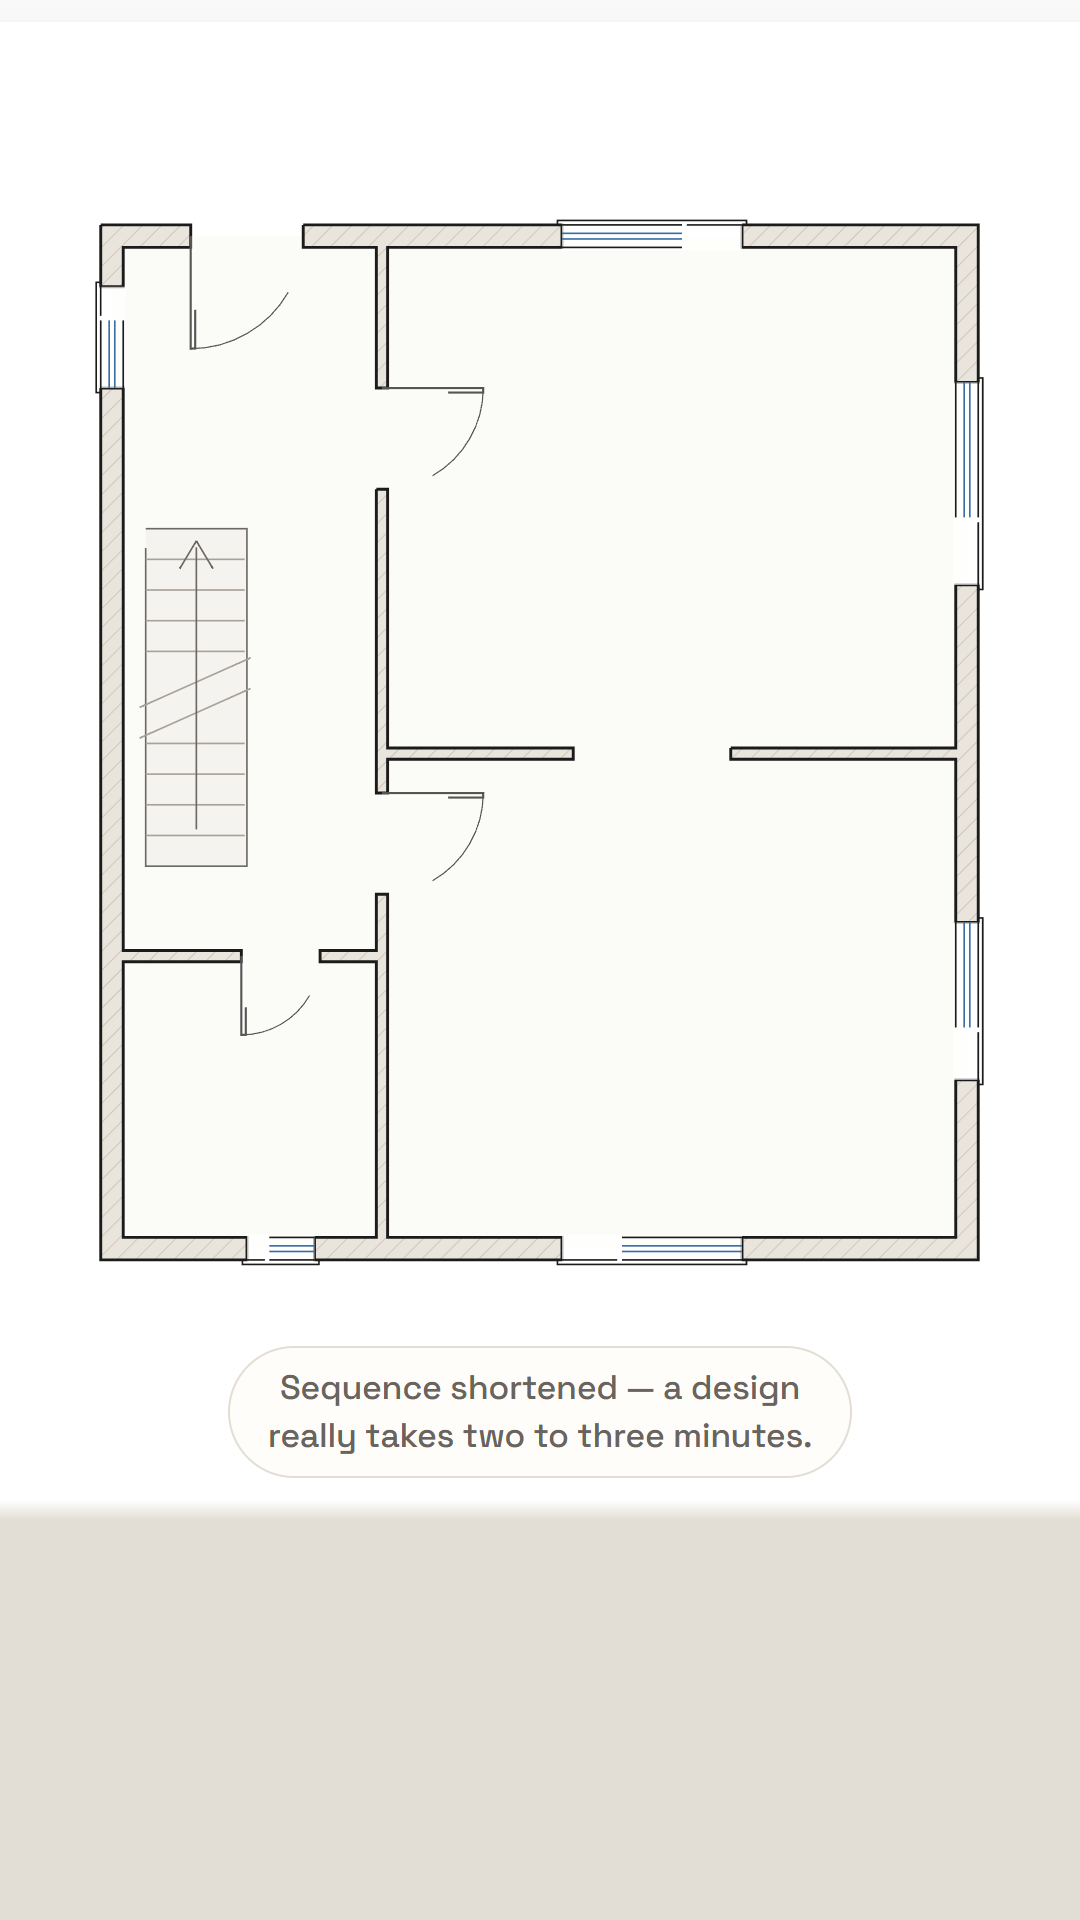 Sequence shortened — a design
really takes two to three minutes.